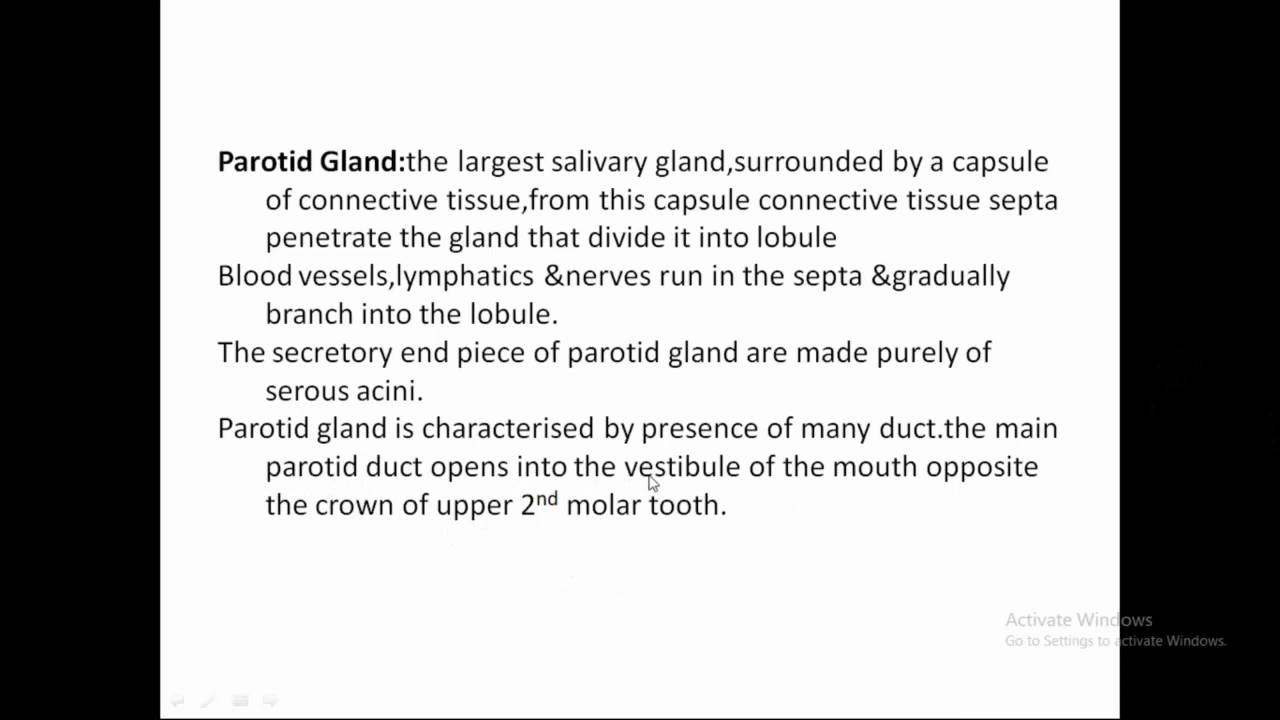 Parotid Gland:the largest salivary gland,surrounded by a capsule
of connective tissue,from this capsule connective tissue septa
penetrate the gland that divide it into lobule
Blood vessels,lymphatics &nerves run in the septa &gradually
branch into the lobule.
The secretory end piece of parotid gland are made purely of
serous acini.
Parotid gland is characterised by presence of many duct.the main
parotid duct opens into the vestibule of the mouth opposite
the crown of upper 2nd molar tooth.
Activate Windows
Go to Settings to activate Windows.